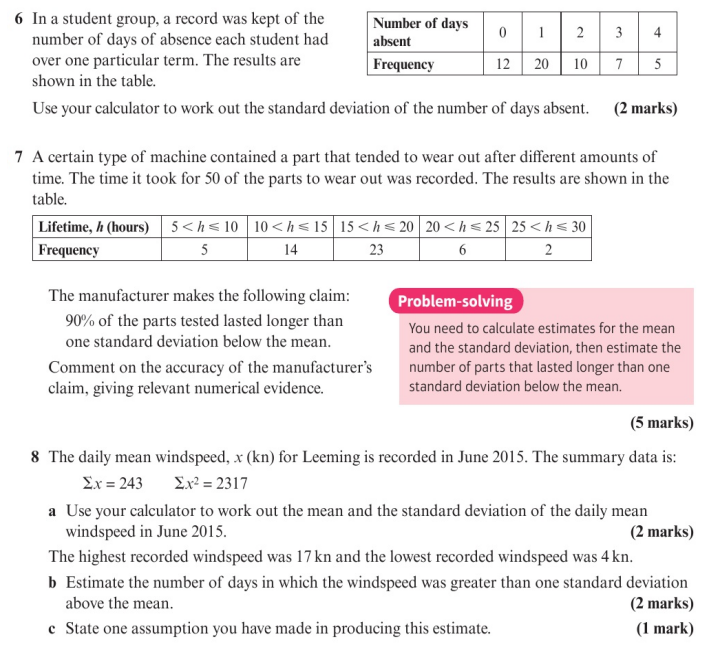 6 In a student group, a record was kept of the
number of days of absence each student had
over one particular term. The results are
shown in the table.
Number of days absent 0 1 2 3 4
Frequency 12 20 10 7 5
Use your calculator to work out the standard deviation of the number of days absent. (2 marks)
7 A certain type of machine contained a part that tended to wear out after different amounts of
time. The time it took for 50 of the parts to wear out was recorded. The results are shown in the
table.
Lifetime, h (hours) 5 < h ⩽ 10 10 < h ⩽ 15 15 < h ⩽ 20 20 < h ⩽ 25 25 < h ⩽ 30
Frequency 5 14 23 6 2
The manufacturer makes the following claim:
90% of the parts tested lasted longer than
one standard deviation below the mean.
Comment on the accuracy of the manufacturer's
claim, giving relevant numerical evidence.
Problem-solving
You need to calculate estimates for the mean
and the standard deviation, then estimate the
number of parts that lasted longer than one
standard deviation below the mean.
(5 marks)
8 The daily mean windspeed, x (kn) for Leeming is recorded in June 2015. The summary data is:
Σx = 243 Σx² = 2317
a Use your calculator to work out the mean and the standard deviation of the daily mean
windspeed in June 2015. (2 marks)
The highest recorded windspeed was 17 kn and the lowest recorded windspeed was 4 kn.
b Estimate the number of days in which the windspeed was greater than one standard deviation
above the mean. (2 marks)
c State one assumption you have made in producing this estimate. (1 mark)